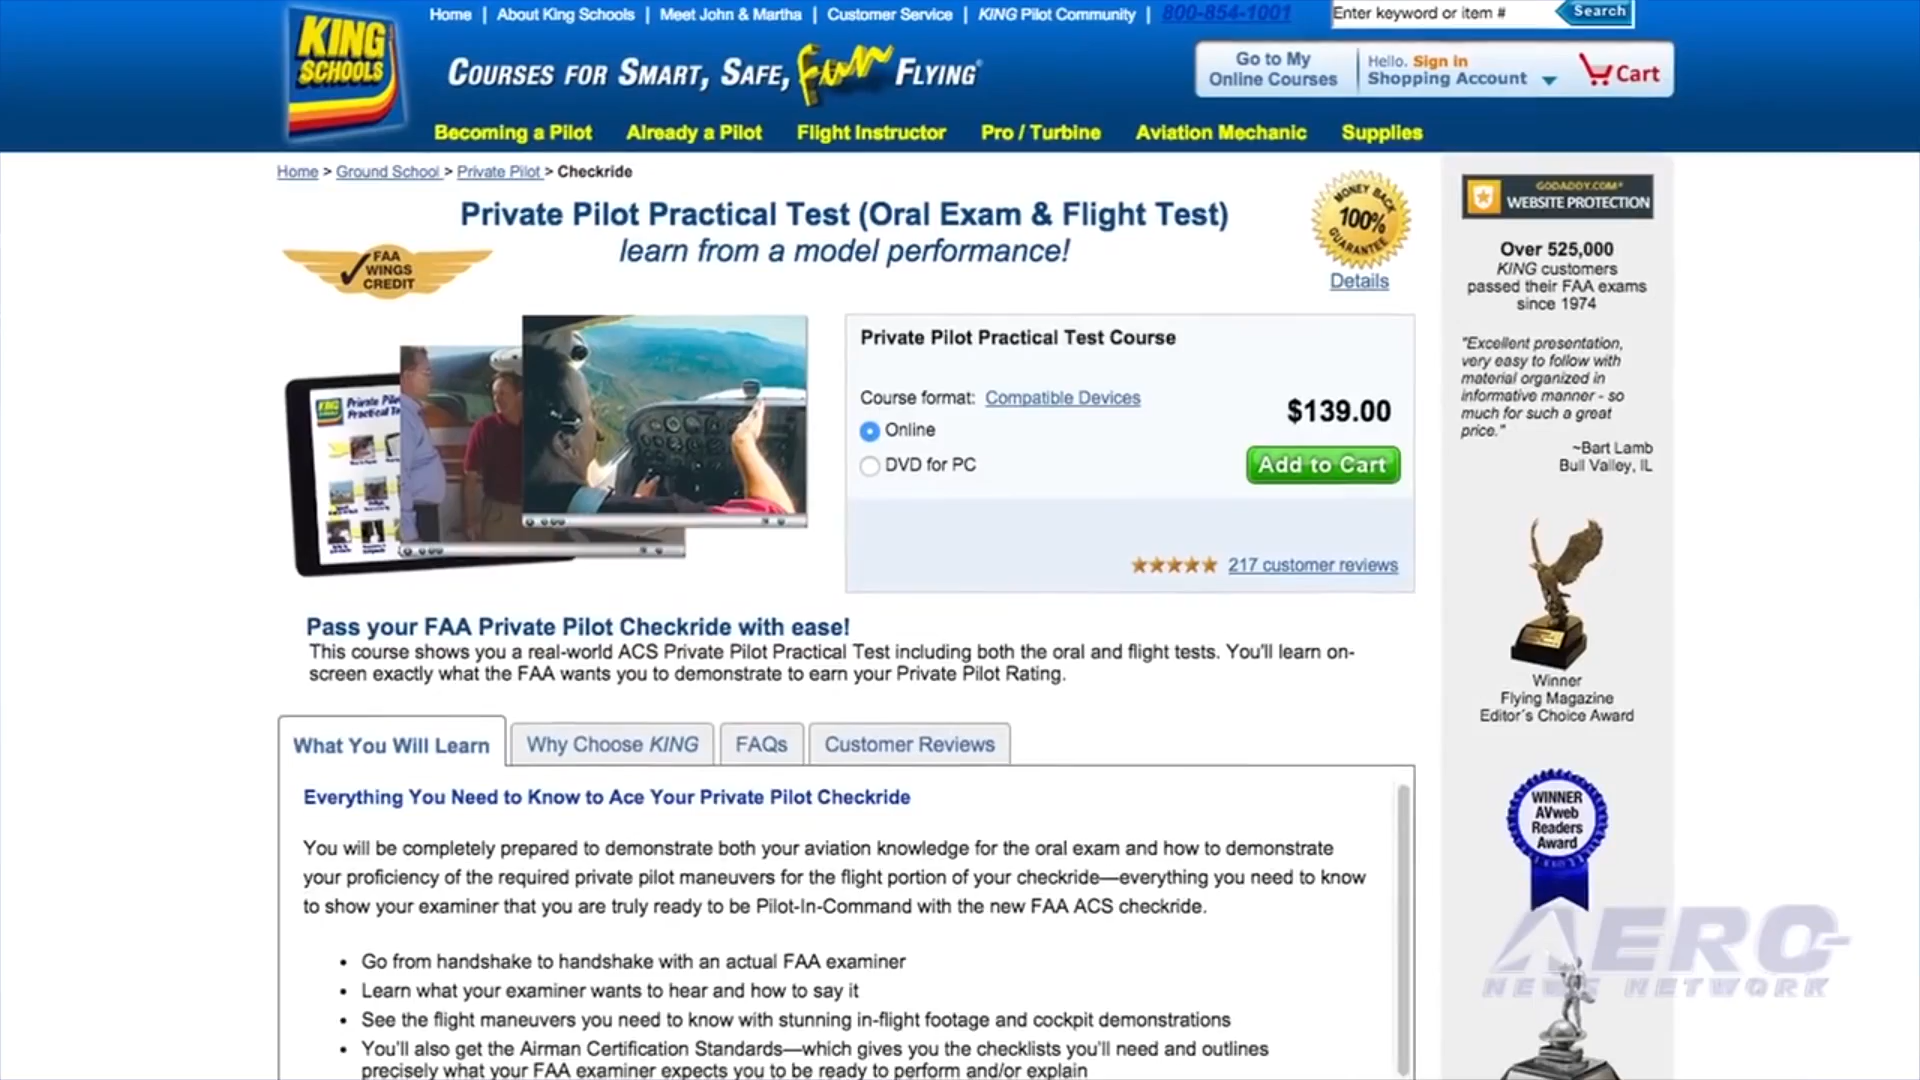 Home | About King Schools | Meet John & Martha | Customer Service | KING Pilot Community | 800-854-1001
Enter keyword or item #
Search
KING
SCHOOLS
COURSES FOR SMART, SAFE, Fun FLYING
Go to My
Online Courses
Hello. Sign in
Shopping Account
Cart
Becoming a Pilot
Already a Pilot
Flight Instructor
Pro / Turbine
Aviation Mechanic
Supplies
Home > Ground School > Private Pilot > Checkride
Private Pilot Practical Test (Oral Exam & Flight Test)
learn from a model performance!
FAA
WINGS
CREDIT
MONEY BACK
100%
GUARANTEE
Details
Private Pilot Practical Test Course
Course format: Compatible Devices
Online
DVD for PC
$139.00
Add to Cart
217 customer reviews
Pass your FAA Private Pilot Checkride with ease!
This course shows you a real-world ACS Private Pilot Practical Test including both the oral and flight tests. You'll learn on-
screen exactly what the FAA wants you to demonstrate to earn your Private Pilot Rating.
What You Will Learn
Why Choose KING
FAQs
Customer Reviews
Everything You Need to Know to Ace Your Private Pilot Checkride
You will be completely prepared to demonstrate both your aviation knowledge for the oral exam and how to demonstrate
your proficiency of the required private pilot maneuvers for the flight portion of your checkride—everything you need to know
to show your examiner that you are truly ready to be Pilot-In-Command with the new FAA ACS checkride.
• Go from handshake to handshake with an actual FAA examiner
• Learn what your examiner wants to hear and how to say it
• See the flight maneuvers you need to know with stunning in-flight footage and cockpit demonstrations
• You'll also get the Airman Certification Standards—which gives you the checklists you'll need and outlines
precisely what your FAA examiner expects you to be ready to perform and/or explain
GODADDY.COM®
WEBSITE PROTECTION
Over 525,000
KING customers
passed their FAA exams
since 1974
"Excellent presentation,
very easy to follow with
material organized in
informative manner - so
much for such a great
price."
~Bart Lamb
Bull Valley, IL
Winner
Flying Magazine
Editor´s Choice Award
WINNER
AVweb
Readers
Award
AERO-
NEWS NETWORK